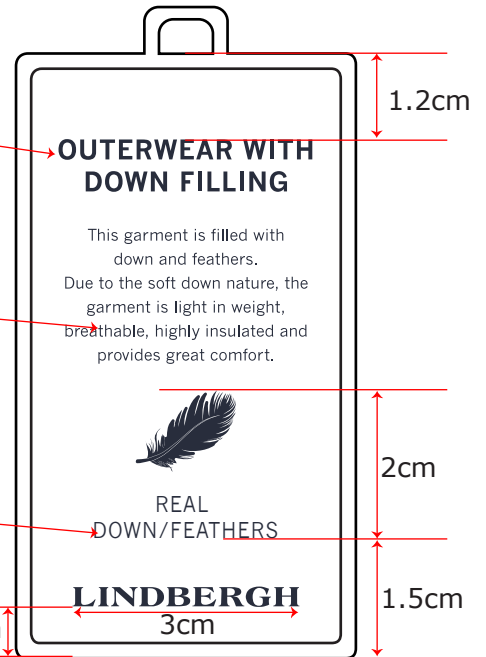 1.2cm
OUTERWEAR WITH
DOWN FILLING
This garment is filled with
down and feathers.
Due to the soft down nature, the
garment is light in weight,
breathable, highly insulated and
provides great comfort.
2cm
REAL
DOWN/FEATHERS
LINDBERGH
1.5cm
3cm